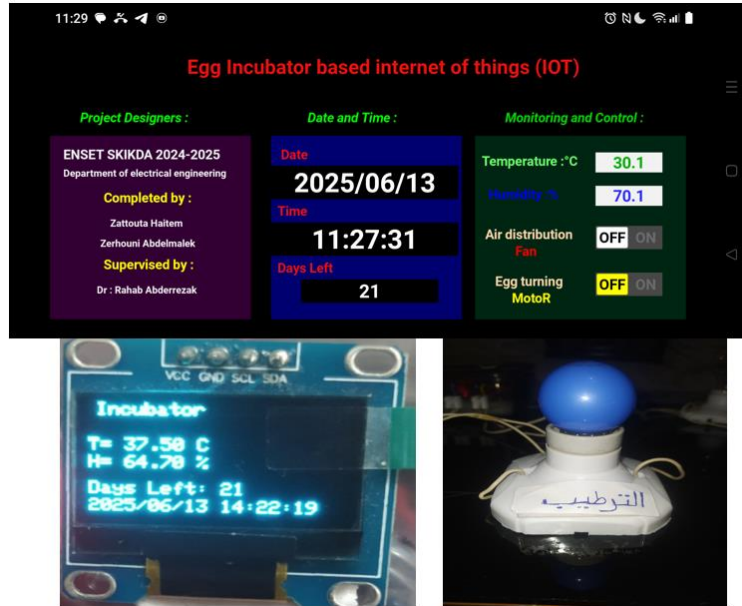 11:29
Egg Incubator based internet of things (IOT)
Project Designers :
ENSET SKIKDA 2024-2025
Department of electrical engineering
Completed by :
Zattouta Haitem
Zerhouni Abdelmalek
Supervised by :
Dr : Rahab Abderrezak
Date and Time :
Date
2025/06/13
Time
11:27:31
Days Left
21
Monitoring and Control :
Temperature :°C 30.1
Humidity % 70.1
Air distribution OFF ON
Fan
Egg turning OFF ON
MotoR
VCC GND SCL SDA
Incubator
T= 37.50 C
H= 64.70 %
Days Left: 21
2025/06/13 14:22:19
الترطيب